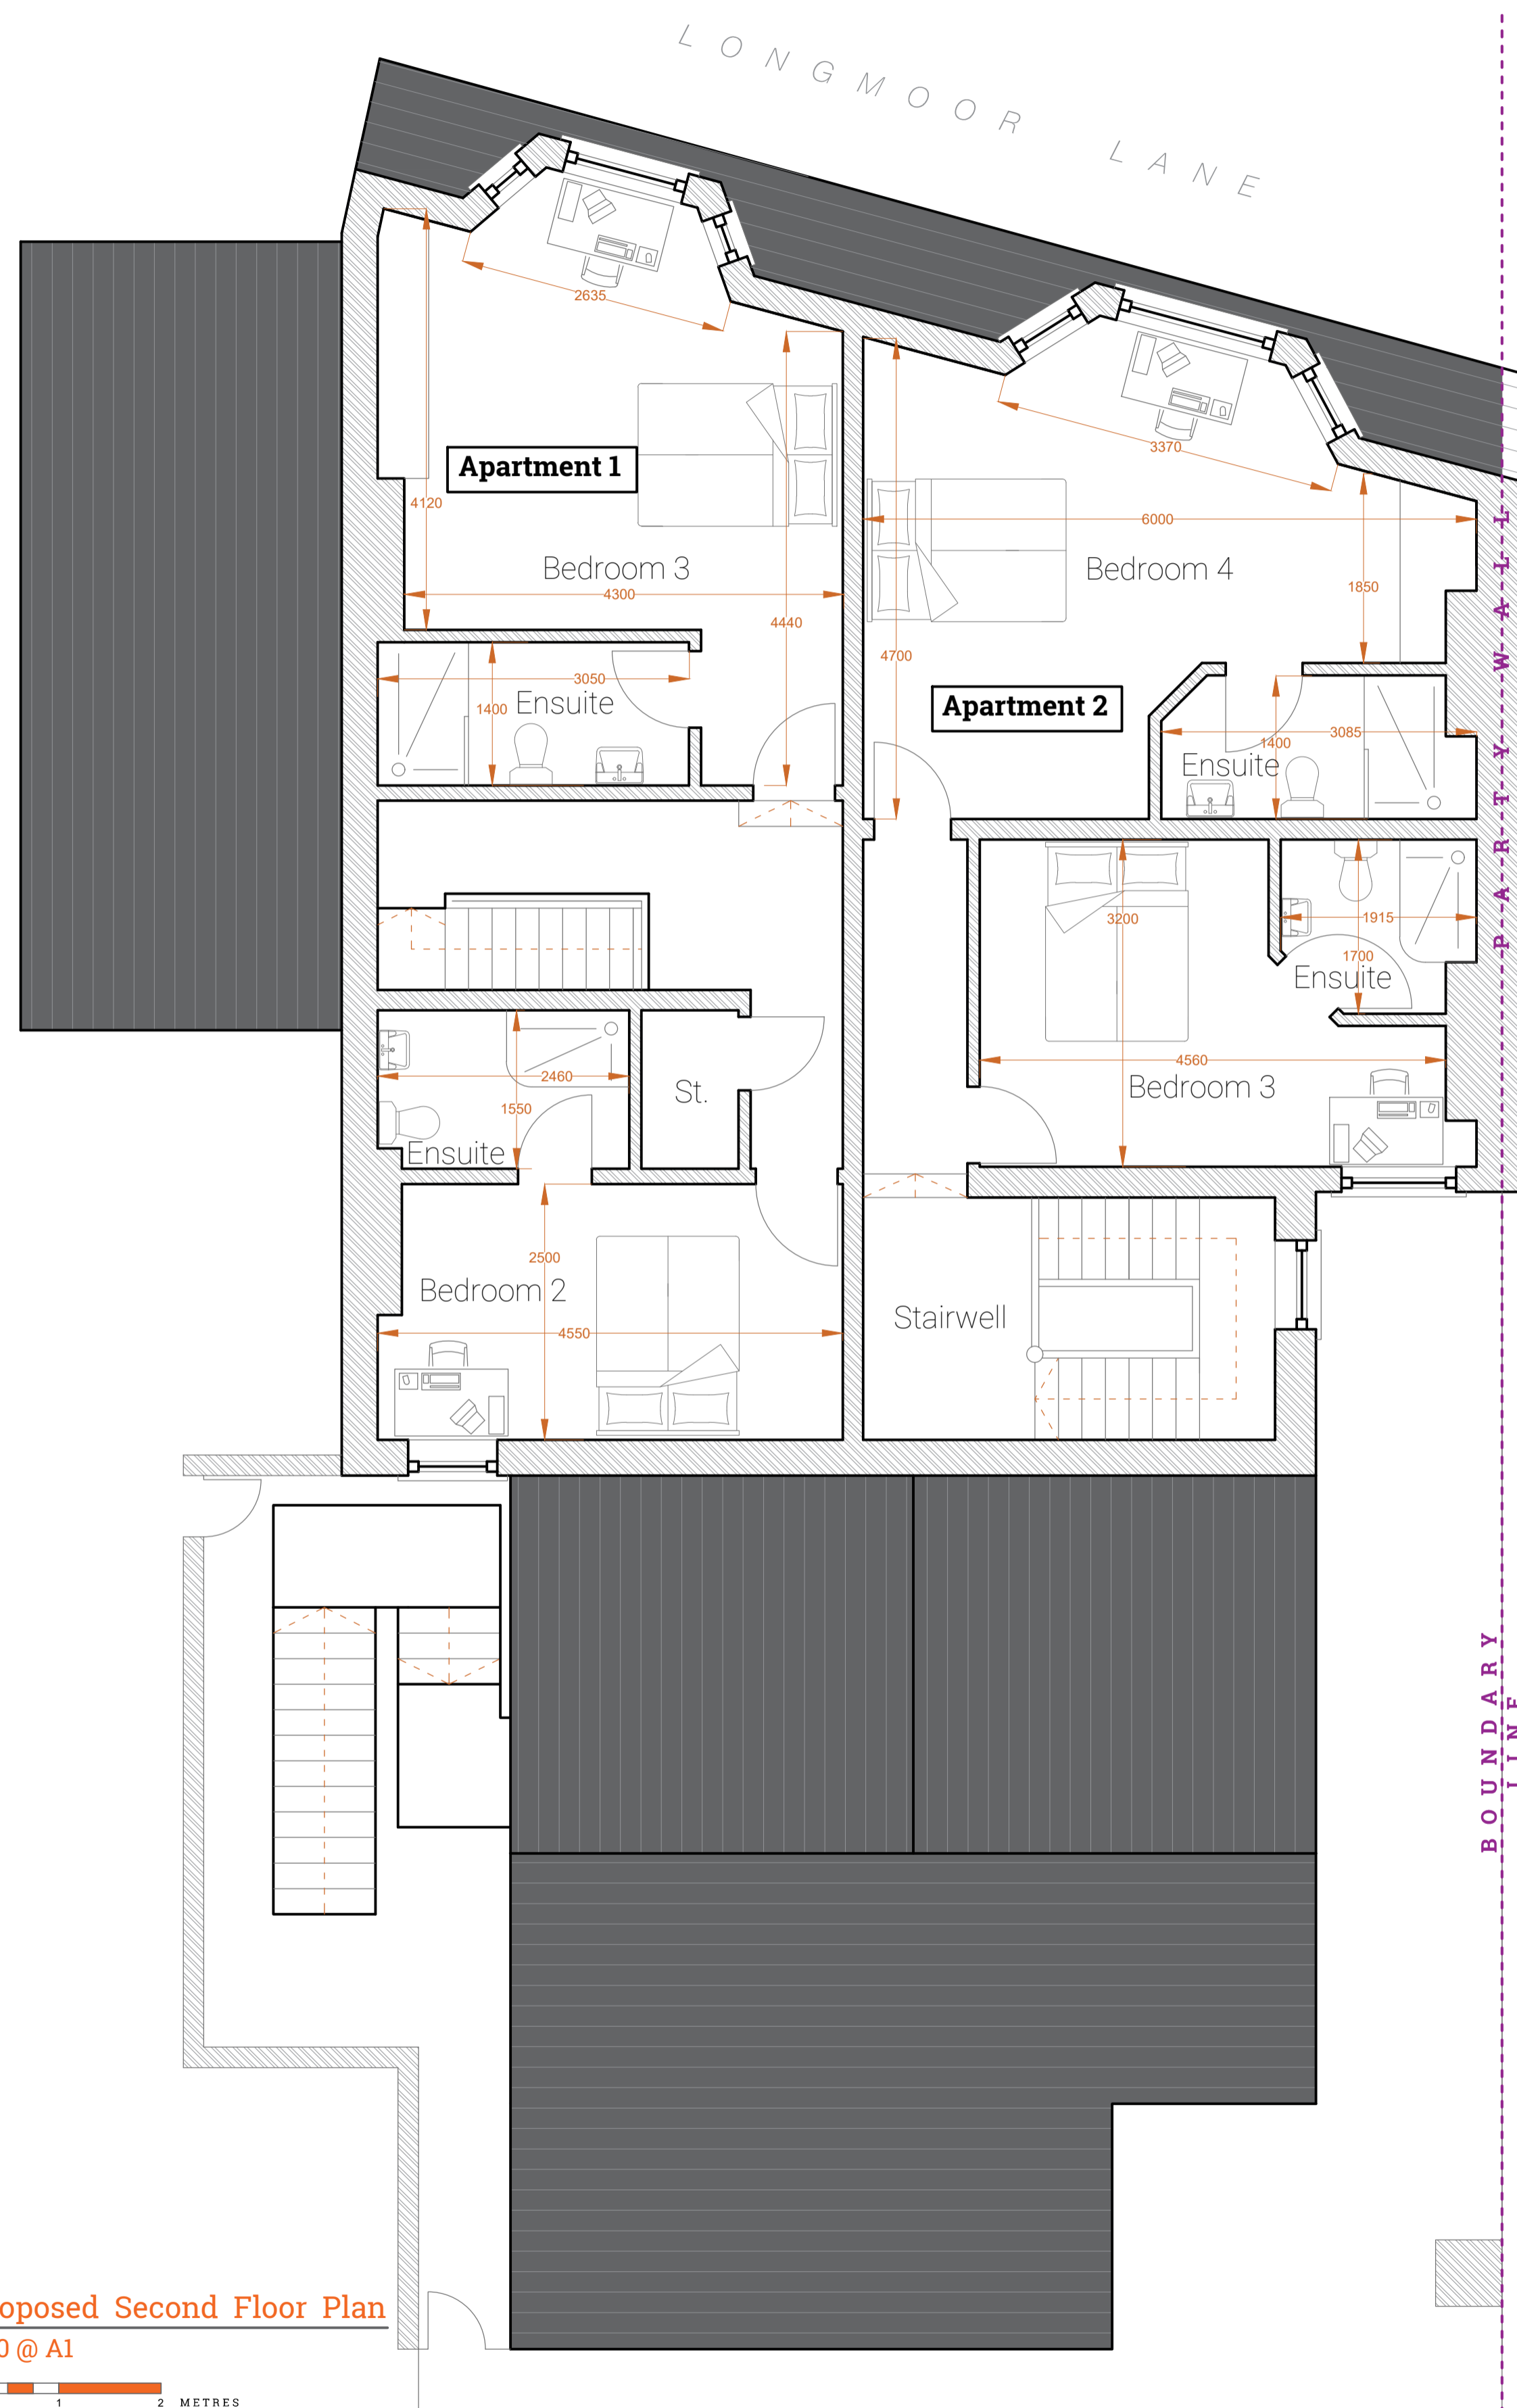 LONGMOOR LANE
2635
Apartment 1
3370
4120
6000
Bedroom 3
Bedroom 4
4300
1850
4440
4700
3050
1400
Ensuite
Apartment 2
3085
1400
Ensuite
PARTY WALL
3200
1915
1700
Ensuite
4560
Bedroom 3
2460
St.
1550
Ensuite
2500
Bedroom 2
Stairwell
4550
BOUNDARY
LINE
oposed Second Floor Plan
0 @ A1
1
2
METRES